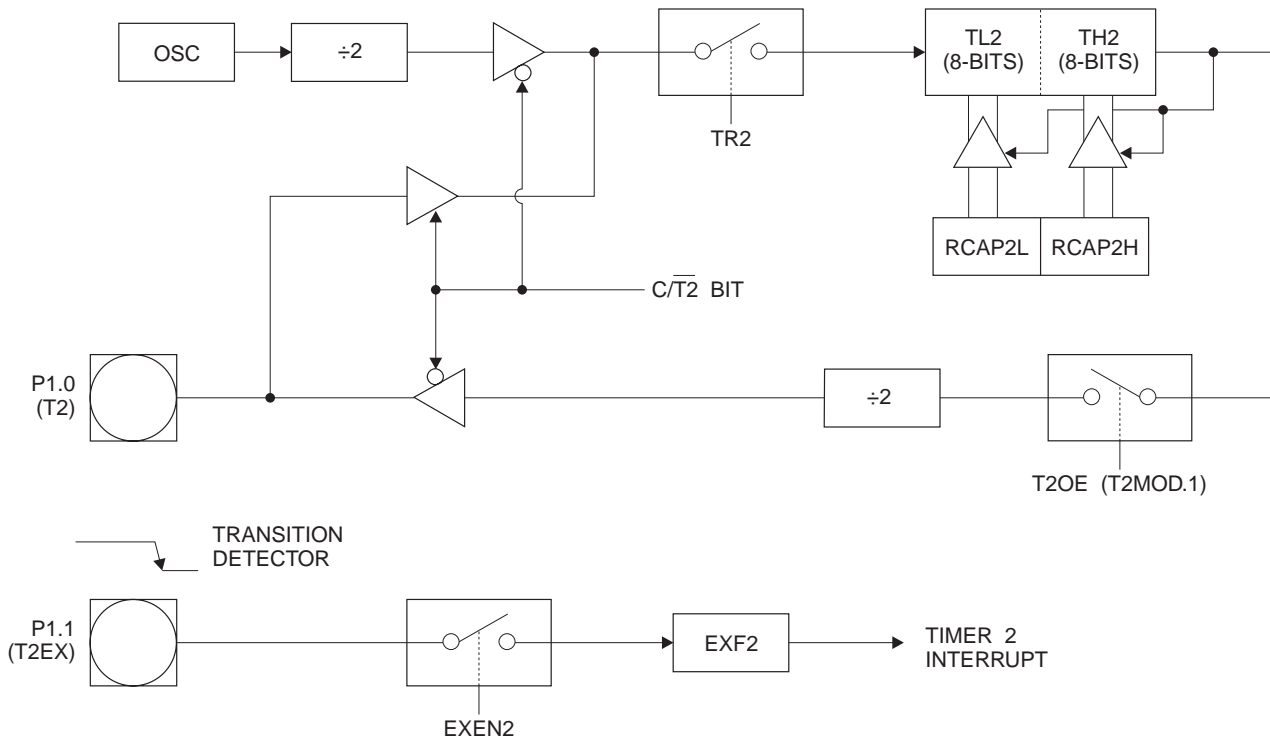 OSC
÷2
TR2
TL2
(8-BITS)
TH2
(8-BITS)
RCAP2L
RCAP2H
C/T̅2̅ BIT
P1.0
(T2)
÷2
T2OE (T2MOD.1)
TRANSITION
DETECTOR
P1.1
(T2EX)
EXEN2
EXF2
TIMER 2
INTERRUPT